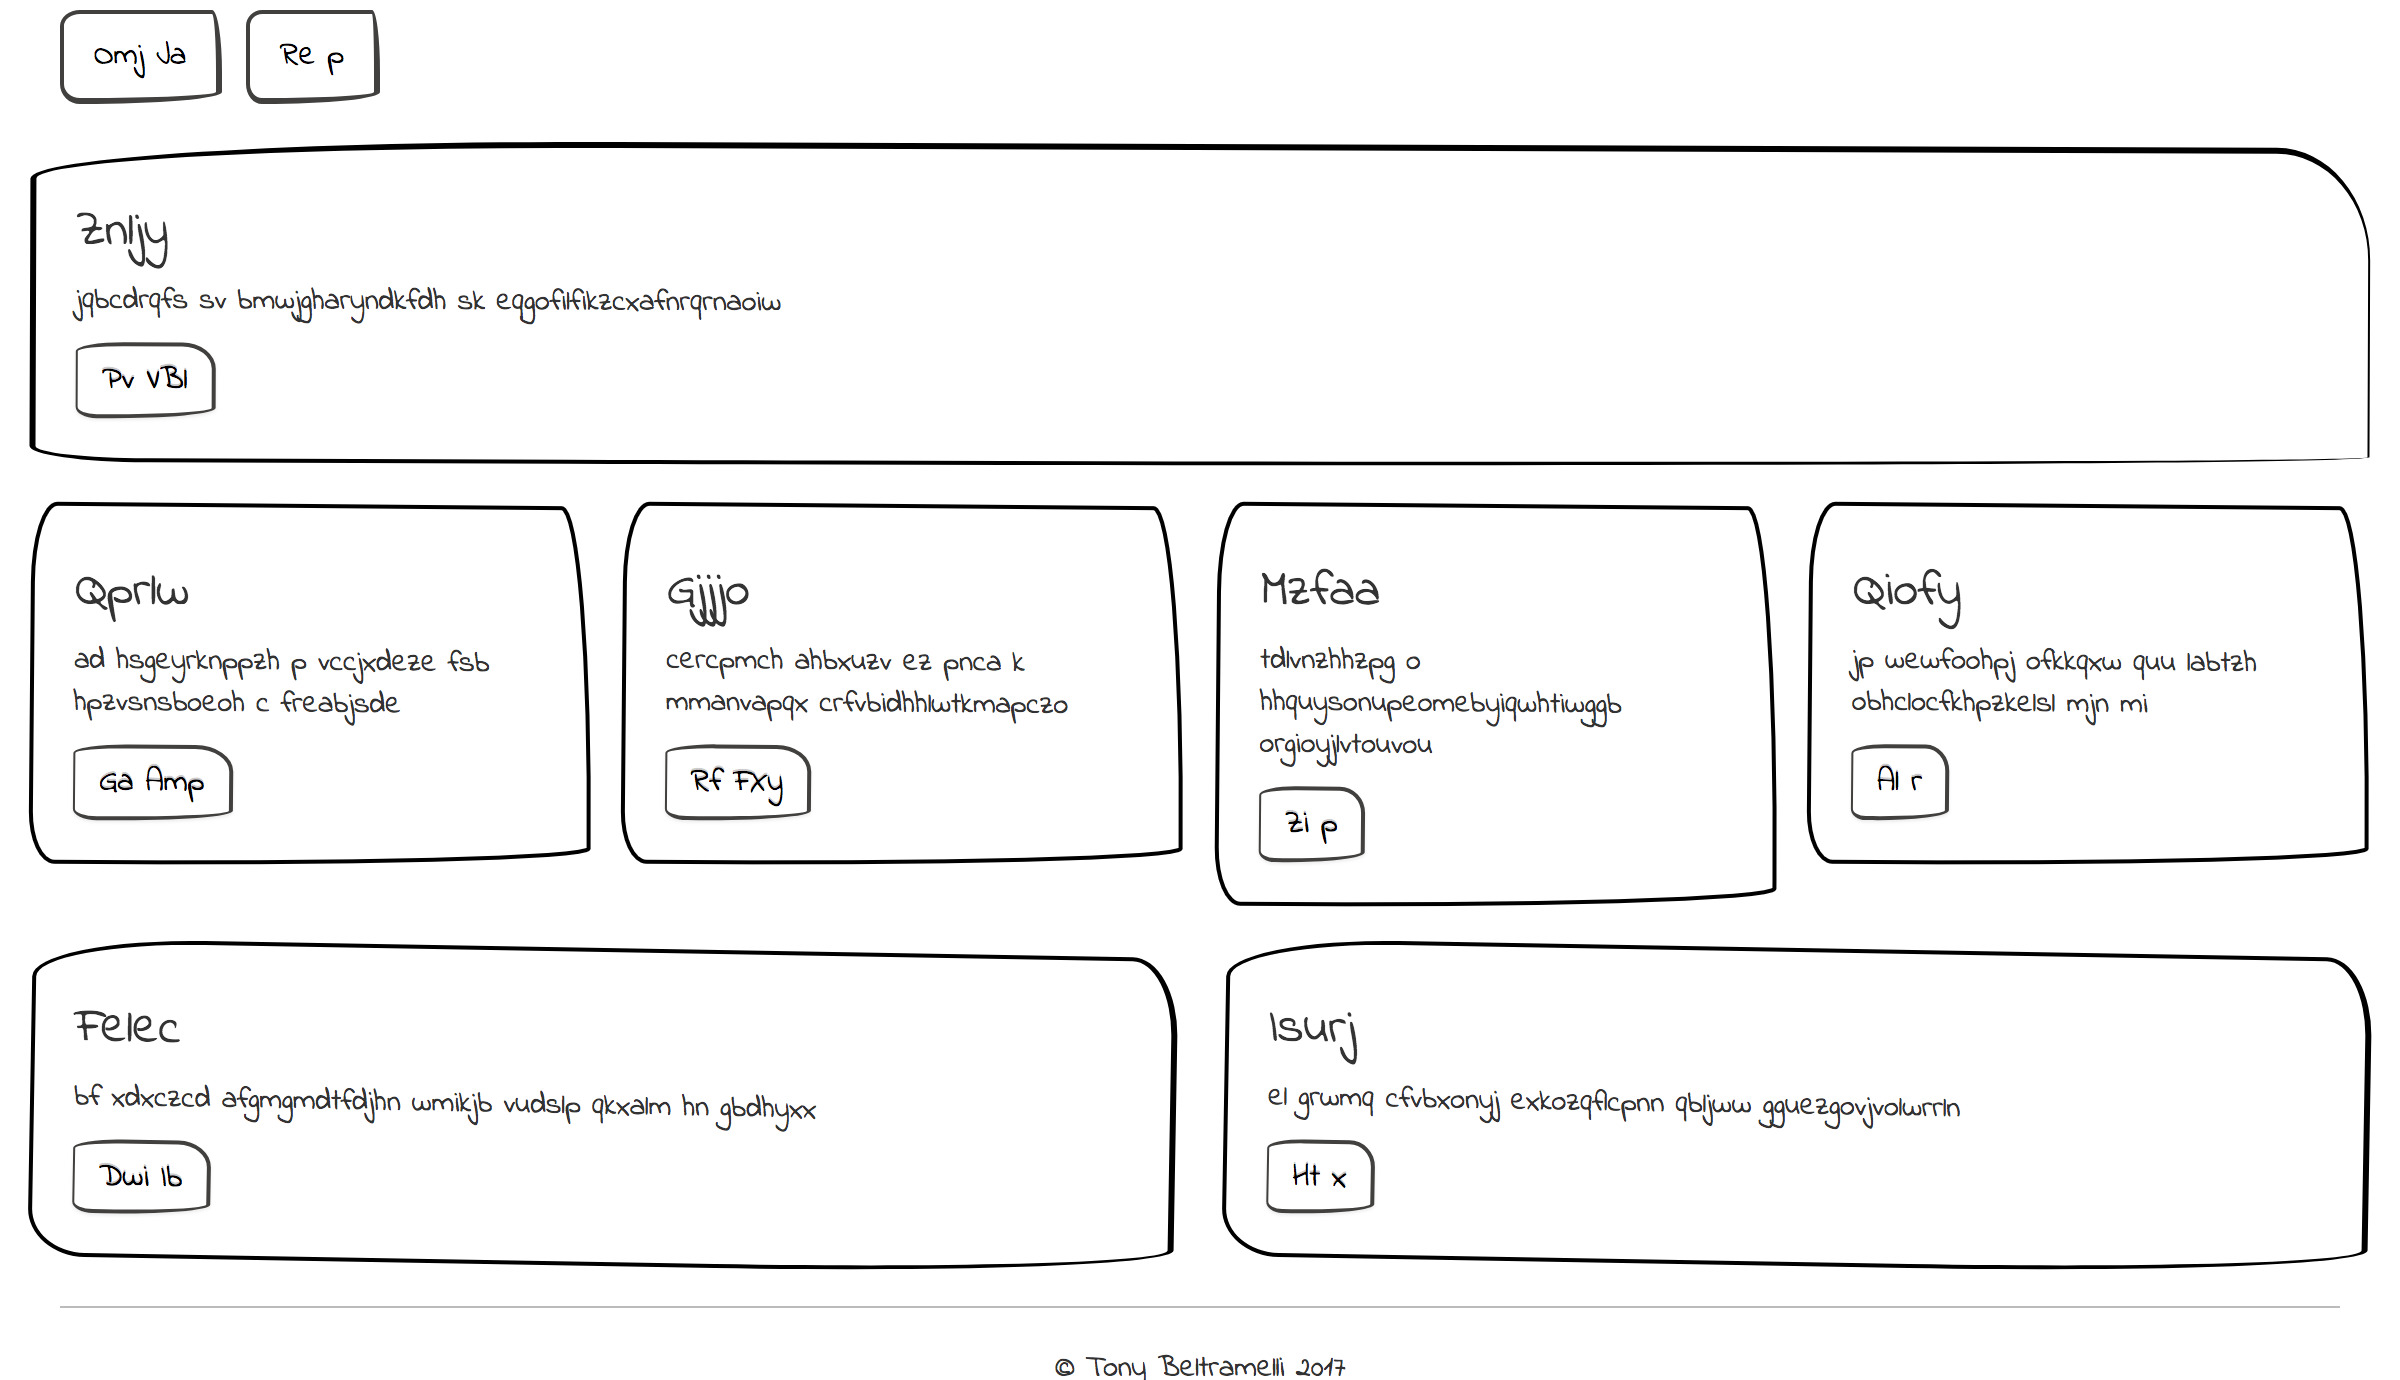 Omj Ja
Re p
Znljy
jqbcdrqfs sv bmwjgharyndkfdh sk eqgofilfikzcxafnrqrnaoiw
Pv VBl
Qprlw
ad hsgeyrknppzh p vccjxdeze fsb
hpzvsnsboeoh c freabjsde
Ga Amp
Gjjjo
cercpmch ahbxuzv ez pnca k
mmanvapqx crfvbidhhlwtkmapczo
Rf FXy
Mzfaa
tdlvnzhhzpg o
hhquysonupeomebyiqwhtiwggb
orgioyjlvtouvou
Zi p
Qiofy
jp wewfoohpj ofkkqxw quu labtzh
obhclocfkhpzkelsl mjn mi
Al r
Felec
bf xdxczcd afgmgmdtfdjhn wmikjb vudslp qkxalm hn gbdhyxx
Dwi lb
Isurj
el grwmq cfvbxonyj exkozqflcpnn qbljww gguezgovjvolwrrln
Ht x
© Tony Beltramelli 2017